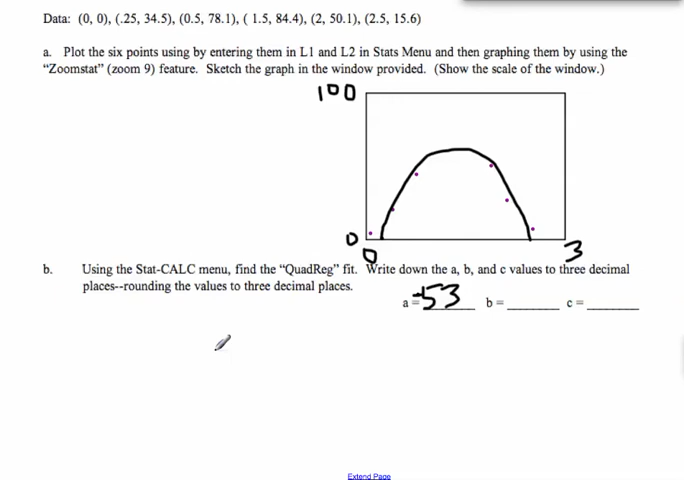 Data: (0, 0), (.25, 34.5), (0.5, 78.1), ( 1.5, 84.4), (2, 50.1), (2.5, 15.6)
a. Plot the six points using by entering them in L1 and L2 in Stats Menu and then graphing them by using the
“Zoomstat” (zoom 9) feature. Sketch the graph in the window provided. (Show the scale of the window.)
100
0
0
3
b. Using the Stat-CALC menu, find the “QuadReg” fit. Write down the a, b, and c values to three decimal
places--rounding the values to three decimal places.
a = -53 b = ________ c = ________
Extend Page